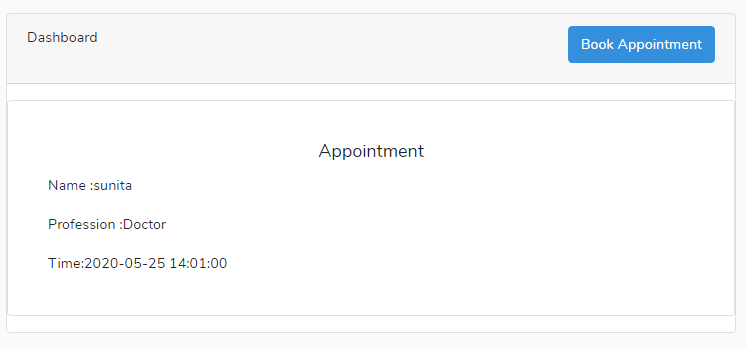 Dashboard
Book Appointment
Appointment
Name :sunita
Profession :Doctor
Time:2020-05-25 14:01:00